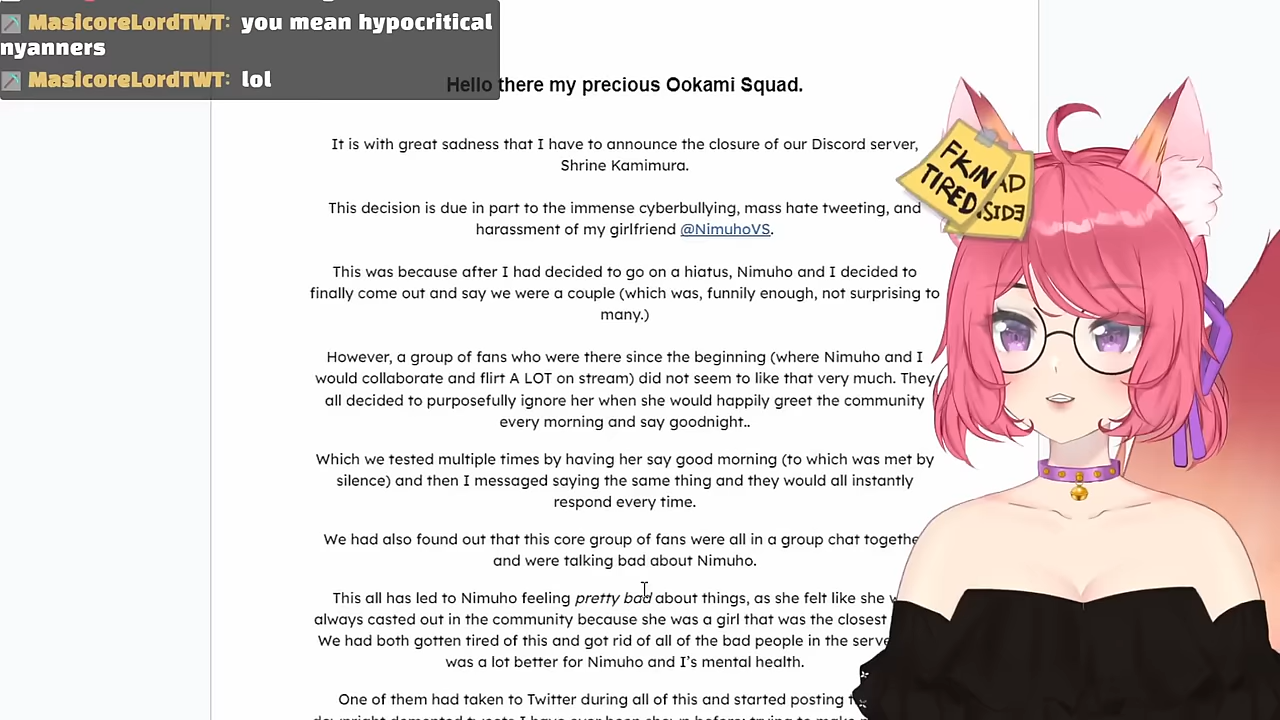 MasicoreLordTWT: you mean hypocritical
nyanners
MasicoreLordTWT: lol
Hello there my precious Ookami Squad.
It is with great sadness that I have to announce the closure of our Discord server,
Shrine Kamimura.
This decision is due in part to the immense cyberbullying, mass hate tweeting, and
harassment of my girlfriend @NimuhoVS.
This was because after I had decided to go on a hiatus, Nimuho and I decided to
finally come out and say we were a couple (which was, funnily enough, not surprising to
many.)
However, a group of fans who were there since the beginning (where Nimuho and I
would collaborate and flirt A LOT on stream) did not seem to like that very much. They
all decided to purposefully ignore her when she would happily greet the community
every morning and say goodnight..
Which we tested multiple times by having her say good morning (to which was met by
silence) and then I messaged saying the same thing and they would all instantly
respond every time.
We had also found out that this core group of fans were all in a group chat
and were talking bad about Nimuho.
This all has led to Nimuho feeling pretty bad about things, as she felt like she
always casted out in the community because she was a girl that was the closest
We had both gotten tired of this and got rid of all of the bad people in the
was a lot better for Nimuho and I's mental health.
One of them had taken to Twitter during all of this and started posting
downright demented tweets I have ever been shown before; trying to make
FKIN
TIRED
SIDE